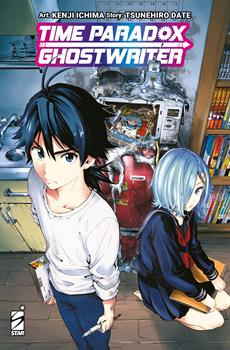 Art: KENJI ICHIMA Story: TSUNEHIRO DATE
TIME PARADOX
GHOSTWRITER
STAR